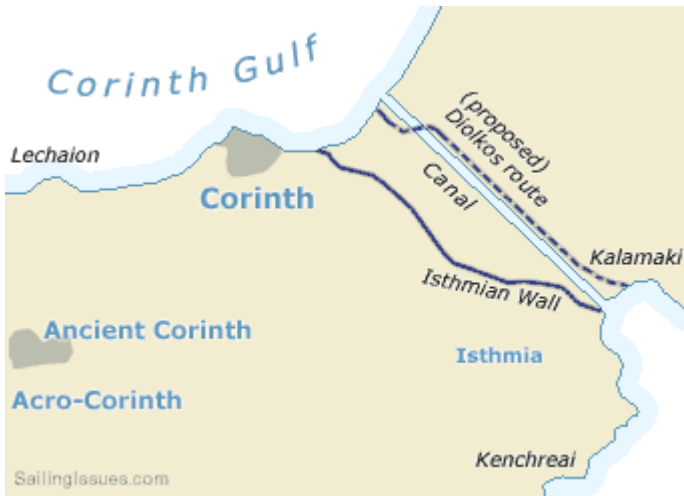 Corinth Gulf
(proposed)
Diolkos route
Lechaion
Canal
Corinth
Kalamaki
Isthmian Wall
Ancient Corinth
Isthmia
Acro-Corinth
Kenchreai
SailingIssues.com